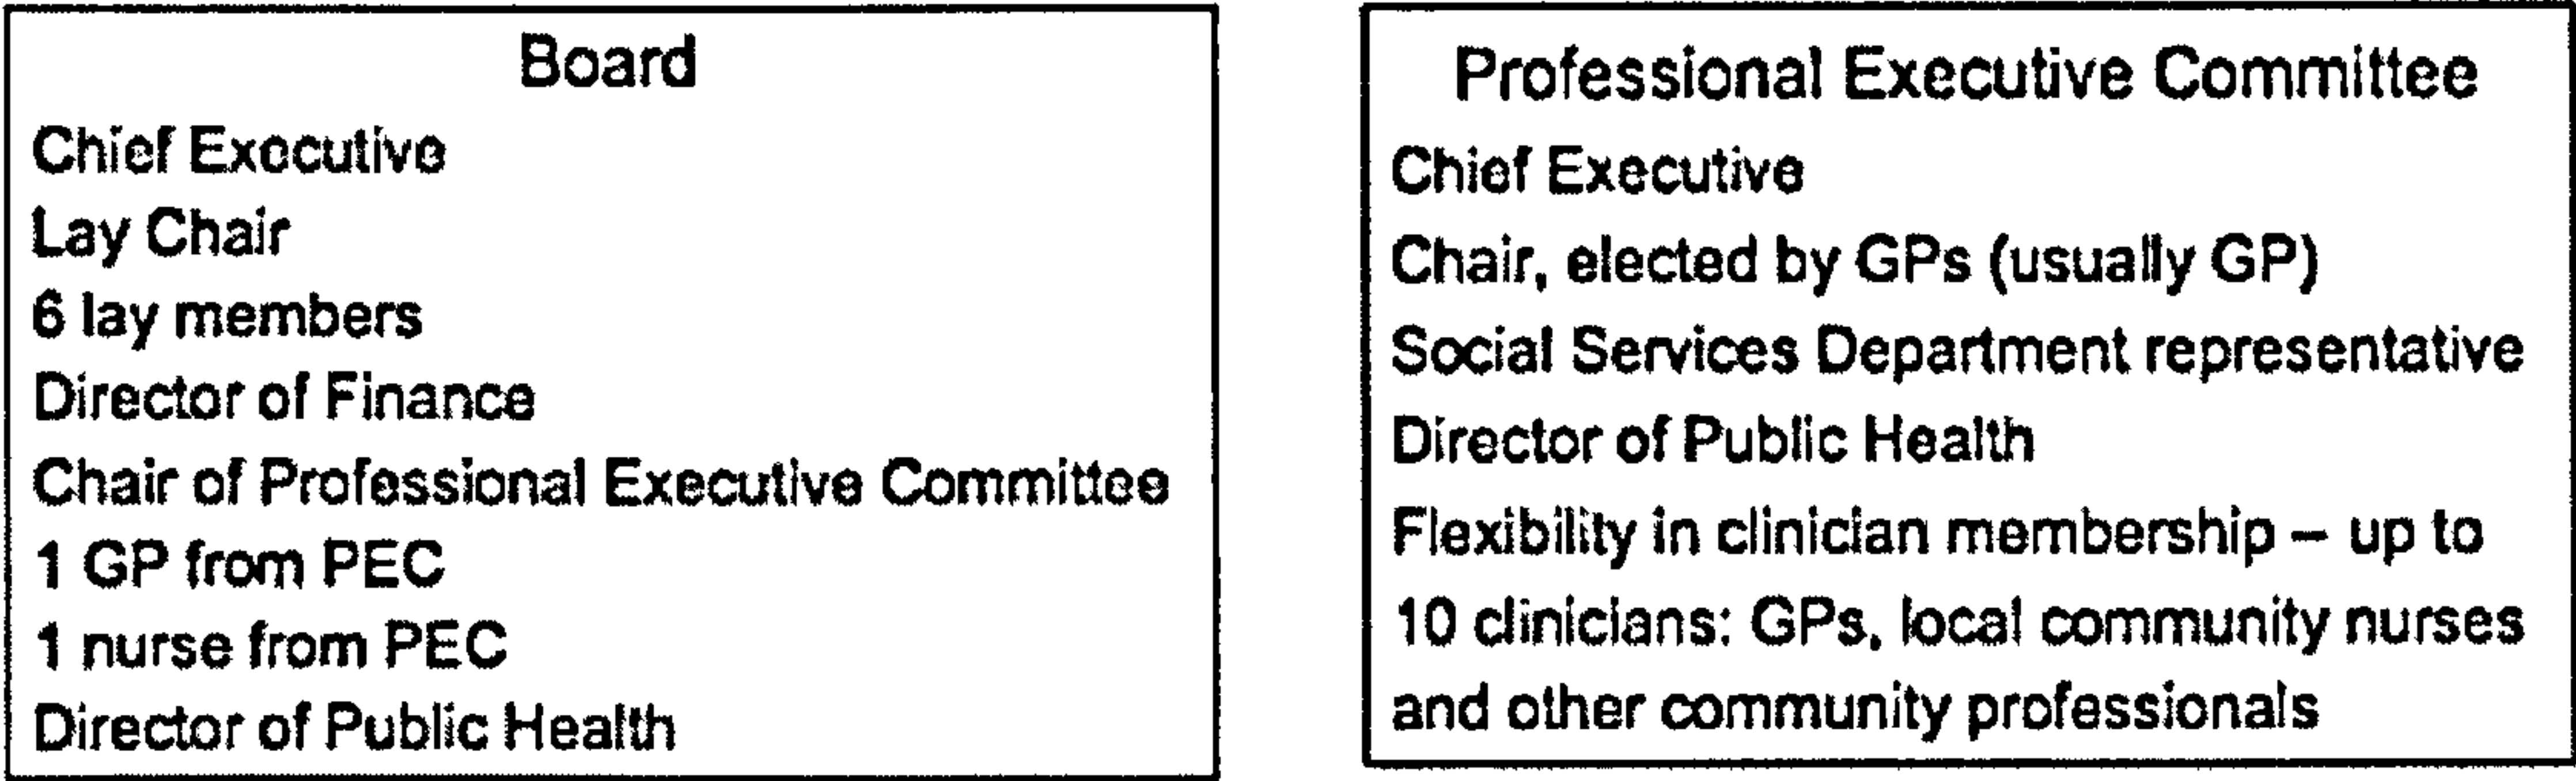 Board
Chief Executive
Lay Chair
6 lay members
Director of Finance
Chair of Professional Executive Committee
1 GP from PEC
1 nurse from PEC
Director of Public Health
Professional Executive Committee
Chief Executive
Chair, elected by GPs (usually GP)
Social Services Department representative
Director of Public Health
Flexibility in clinician membership – up to
10 clinicians: GPs, local community nurses
and other community professionals